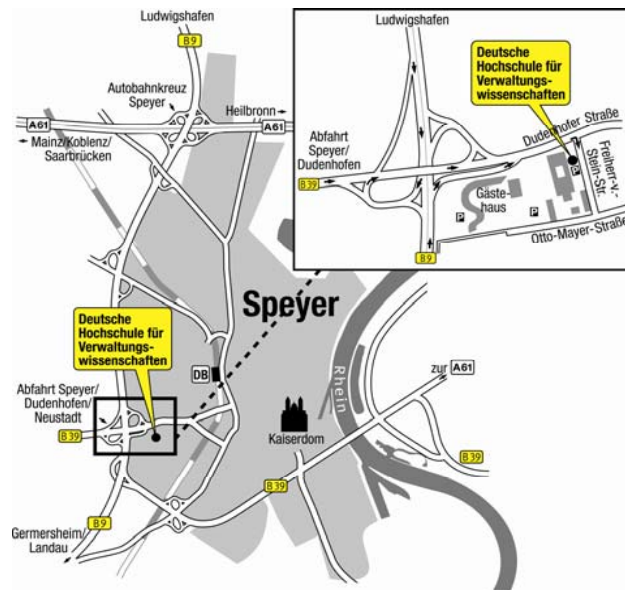 Ludwigshafen
B9
Autobahnkreuz
Speyer
Heilbronn
A61
A61
Mainz/Koblenz/
Saarbrücken
Ludwigshafen
Deutsche
Hochschule für
Verwaltungs-
wissenschaften
Abfahrt
Speyer/
Dudenhofen
B39
Dudenhofer Straße
Freiherr-v.-
Stein-Str.
Gäste-
haus
P
P
P
Otto-Mayer-Straße
B9
Speyer
Deutsche
Hochschule für
Verwaltungs-
wissenschaften
DB
Rhein
zur A61
Abfahrt Speyer/
Dudenhofen/
Neustadt
B39
Kaiserdom
B39
B39
B9
Germersheim/
Landau